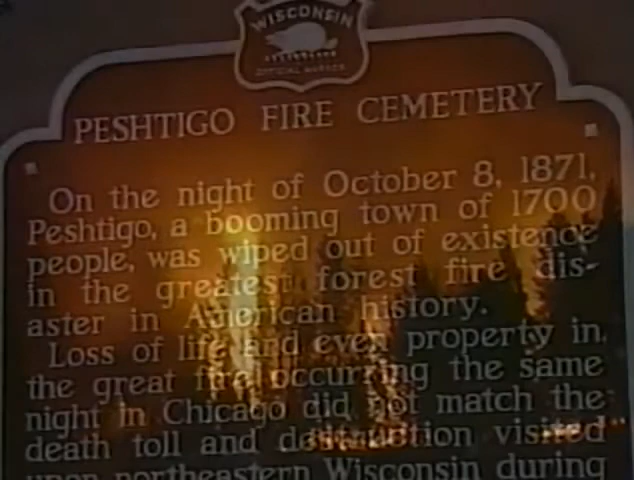 WISCONSIN
OFFICIAL MARKER
PESHTIGO FIRE CEMETERY
On the night of October 8, 1871,
Peshtigo, a booming town of 1700
people, was wiped out of existence
in the greatest forest fire dis-
aster in American history.
Loss of life and even property in
the great fire occurring the same
night in Chicago did not match the
death toll and destruction visited
upon northeastern Wisconsin during